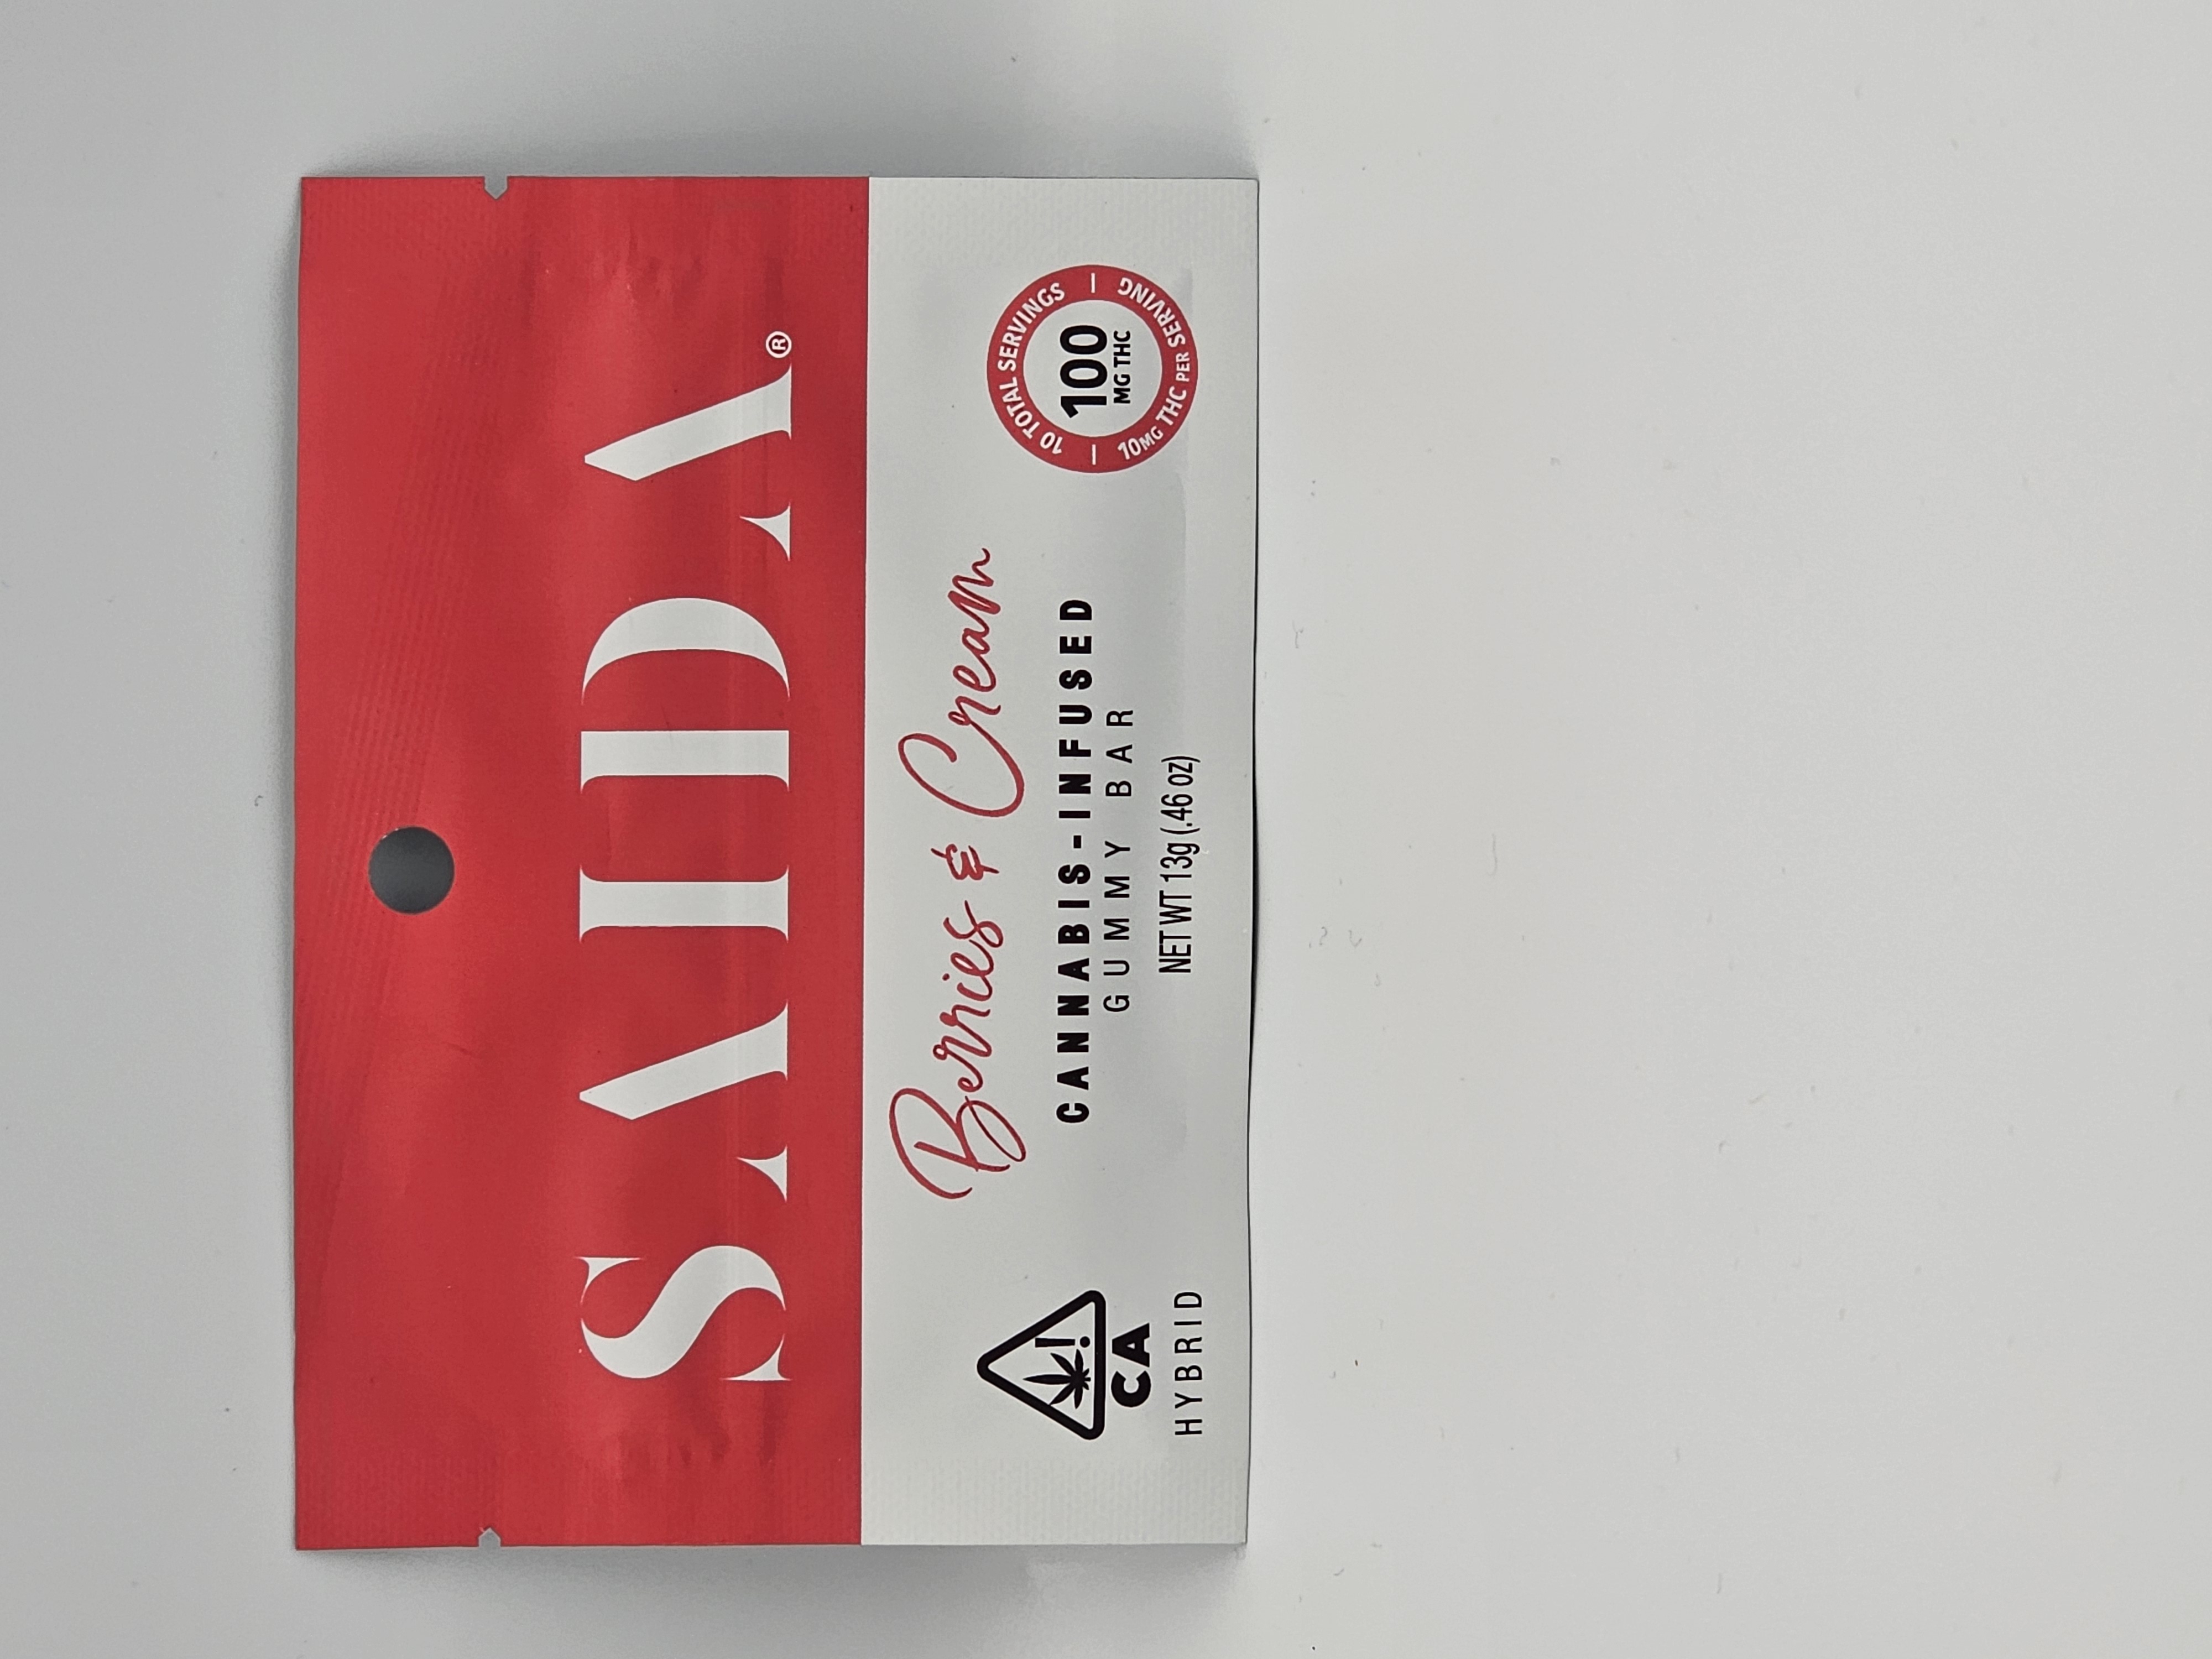 SAIDA®
Berries & Cream
CANNABIS-INFUSED
GUMMY BAR
NET WT 13g (.46 oz)
CA
HYBRID
10 TOTAL SERVINGS
100
MG THC
10MG THC PER SERVING